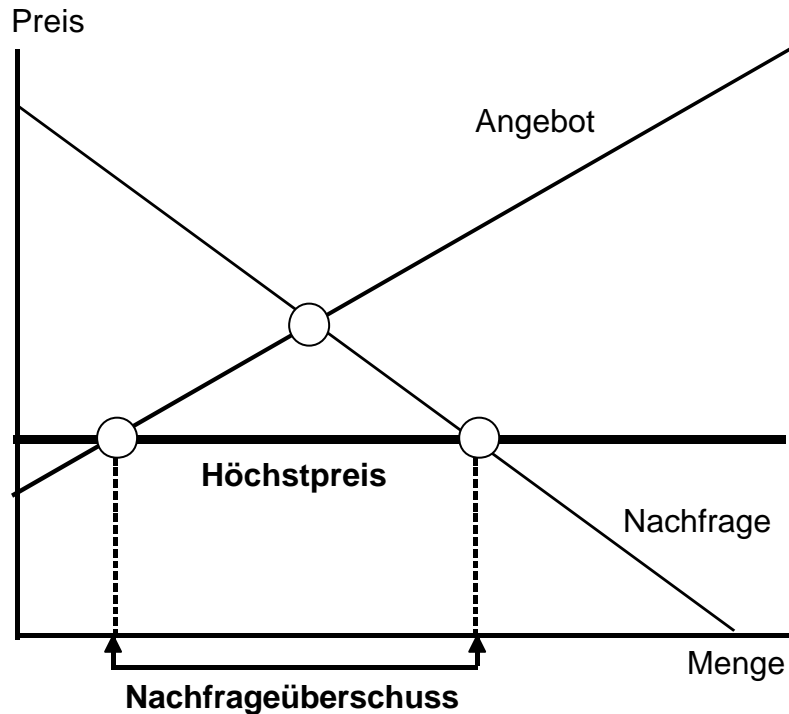 Preis
Angebot
Höchstpreis
Nachfrage
Menge
Nachfrageüberschuss